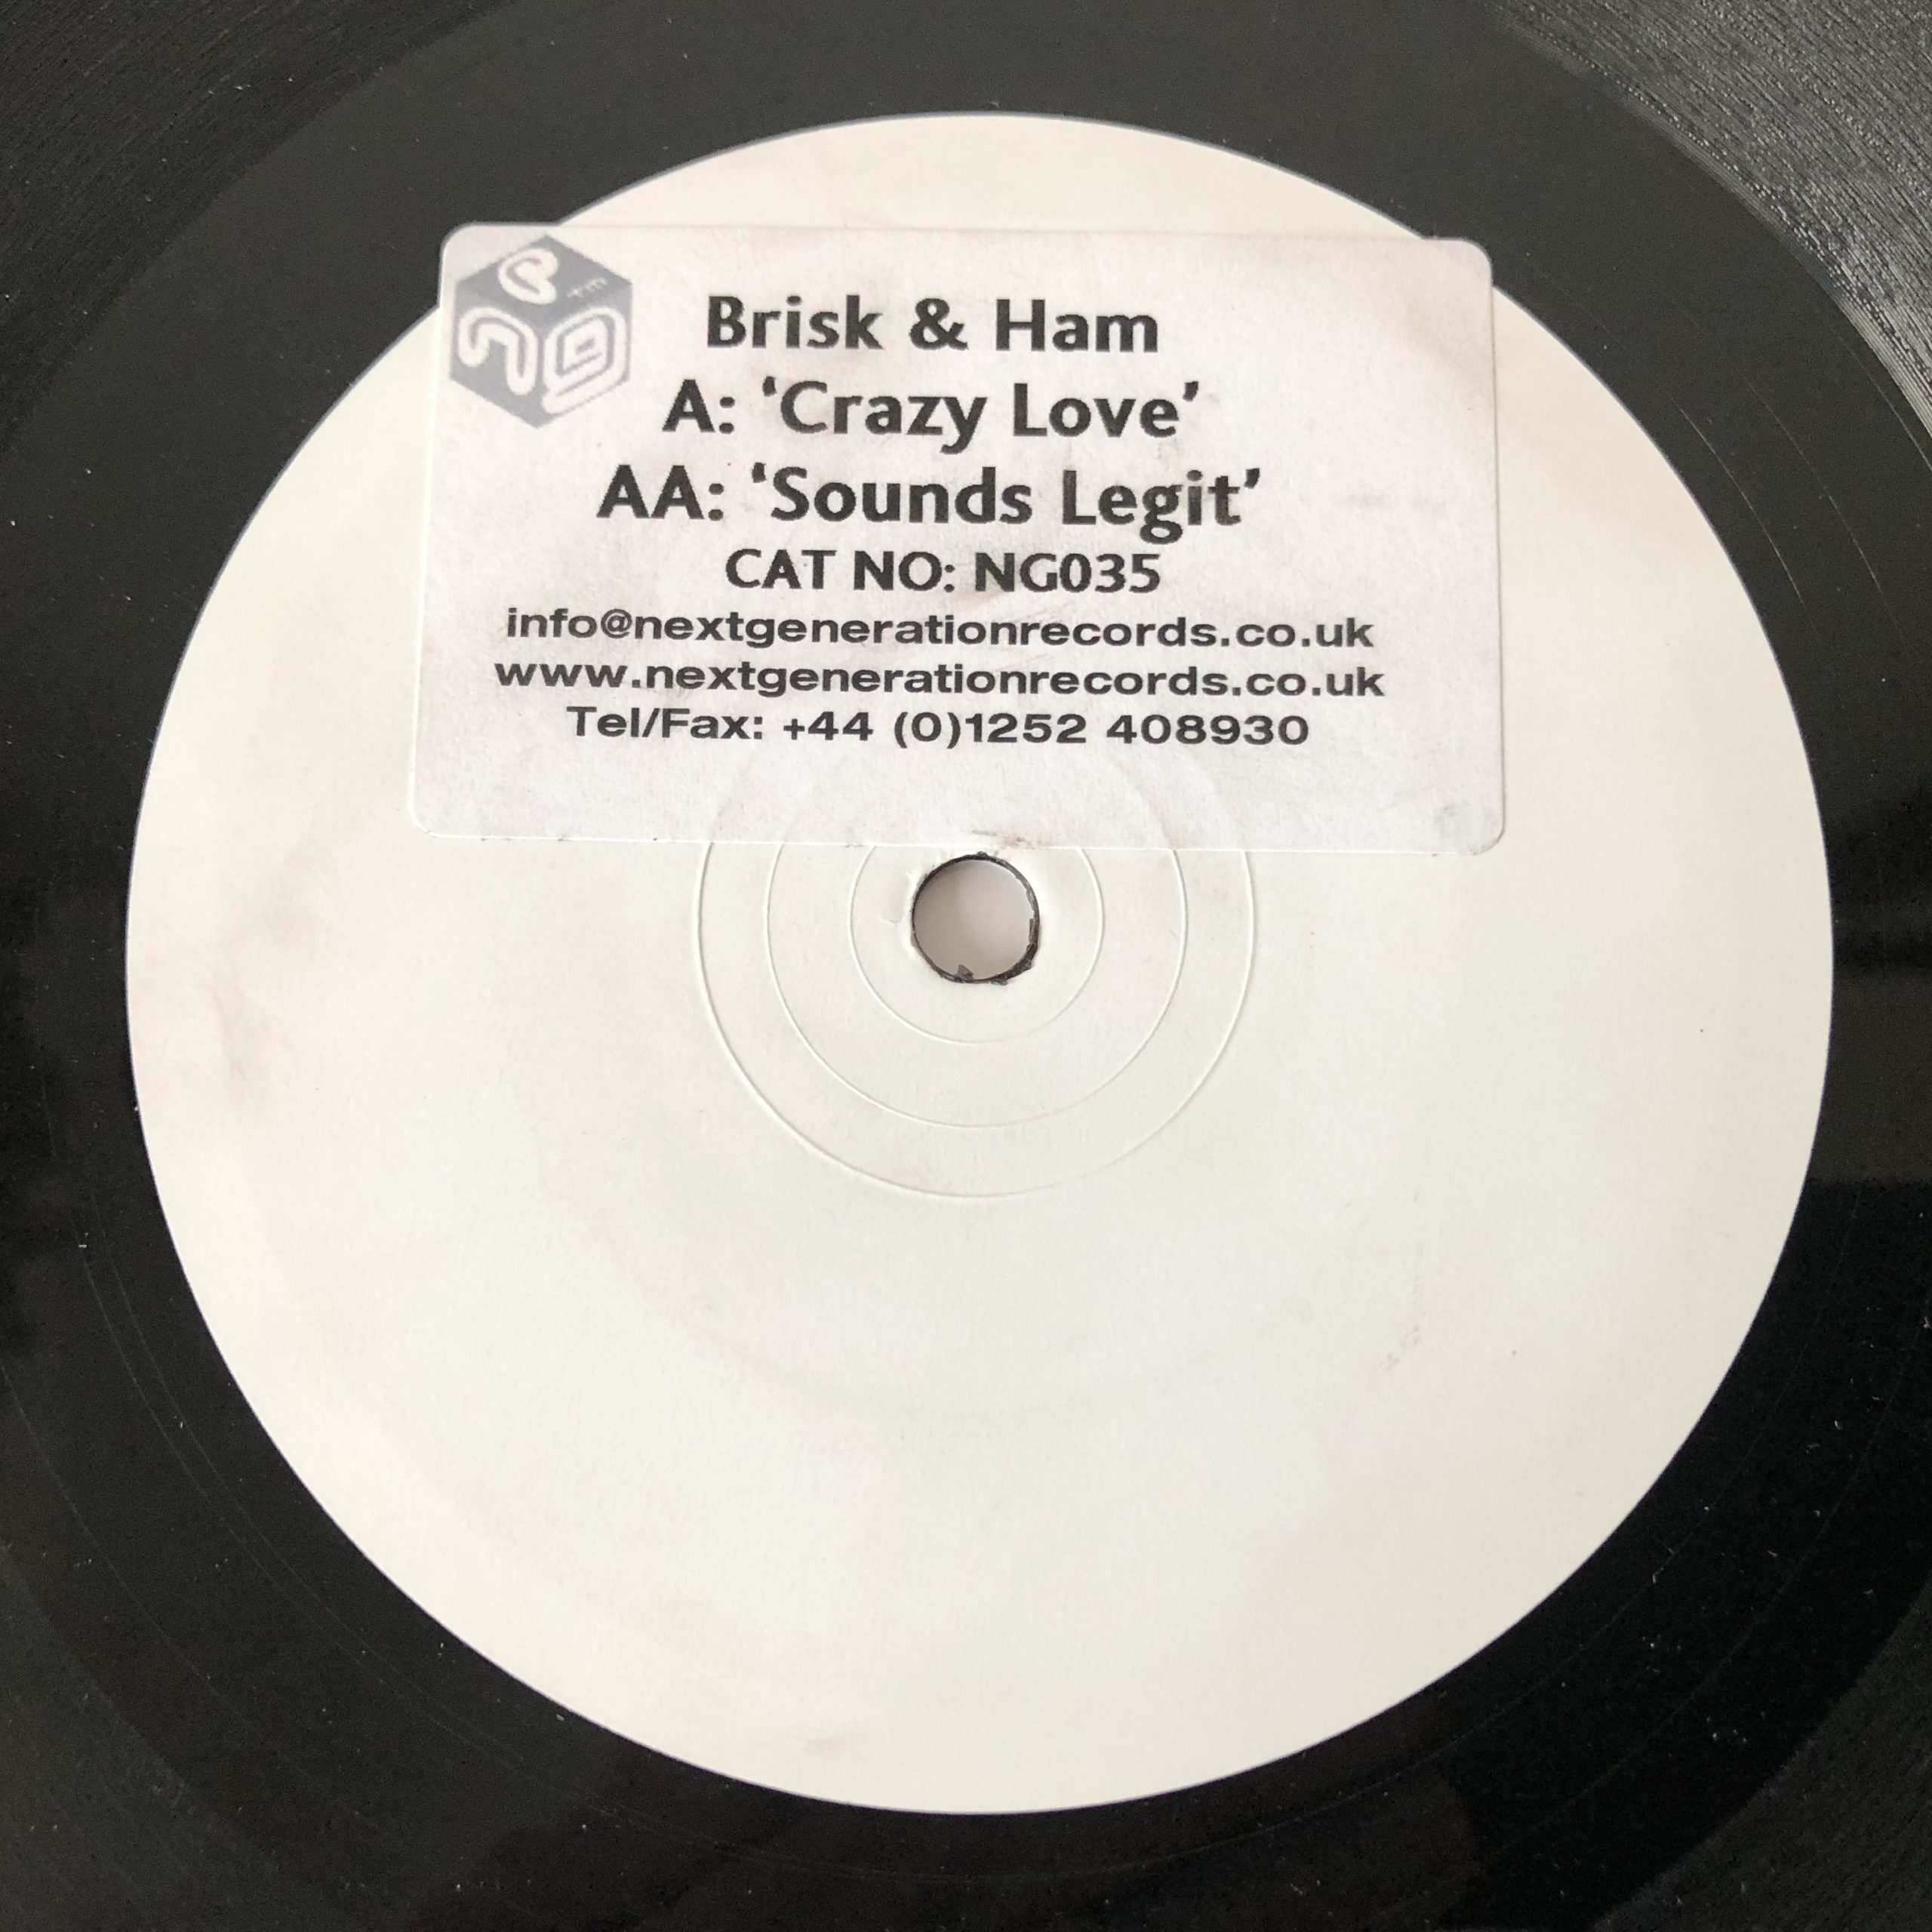 ng
Brisk & Ham
A: ‘Crazy Love’
AA: ‘Sounds Legit’
CAT NO: NG035
info@nextgenerationrecords.co.uk
www.nextgenerationrecords.co.uk
Tel/Fax: +44 (0)1252 408930